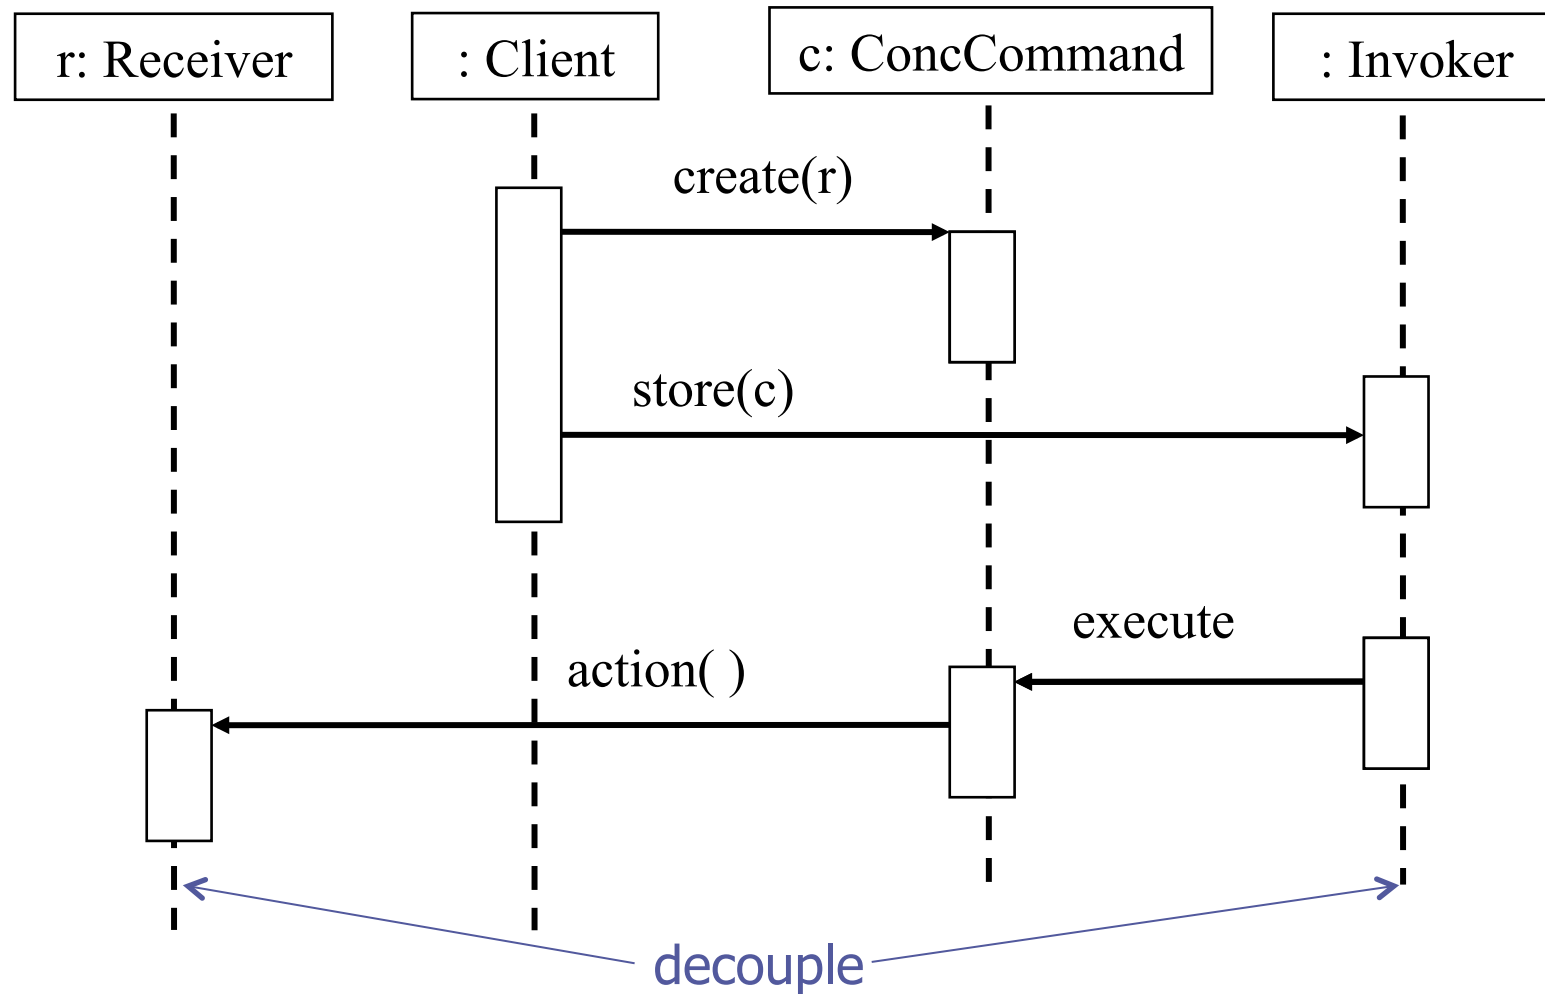 r: Receiver
: Client
c: ConcCommand
: Invoker
create(r)
store(c)
execute
action( )
decouple